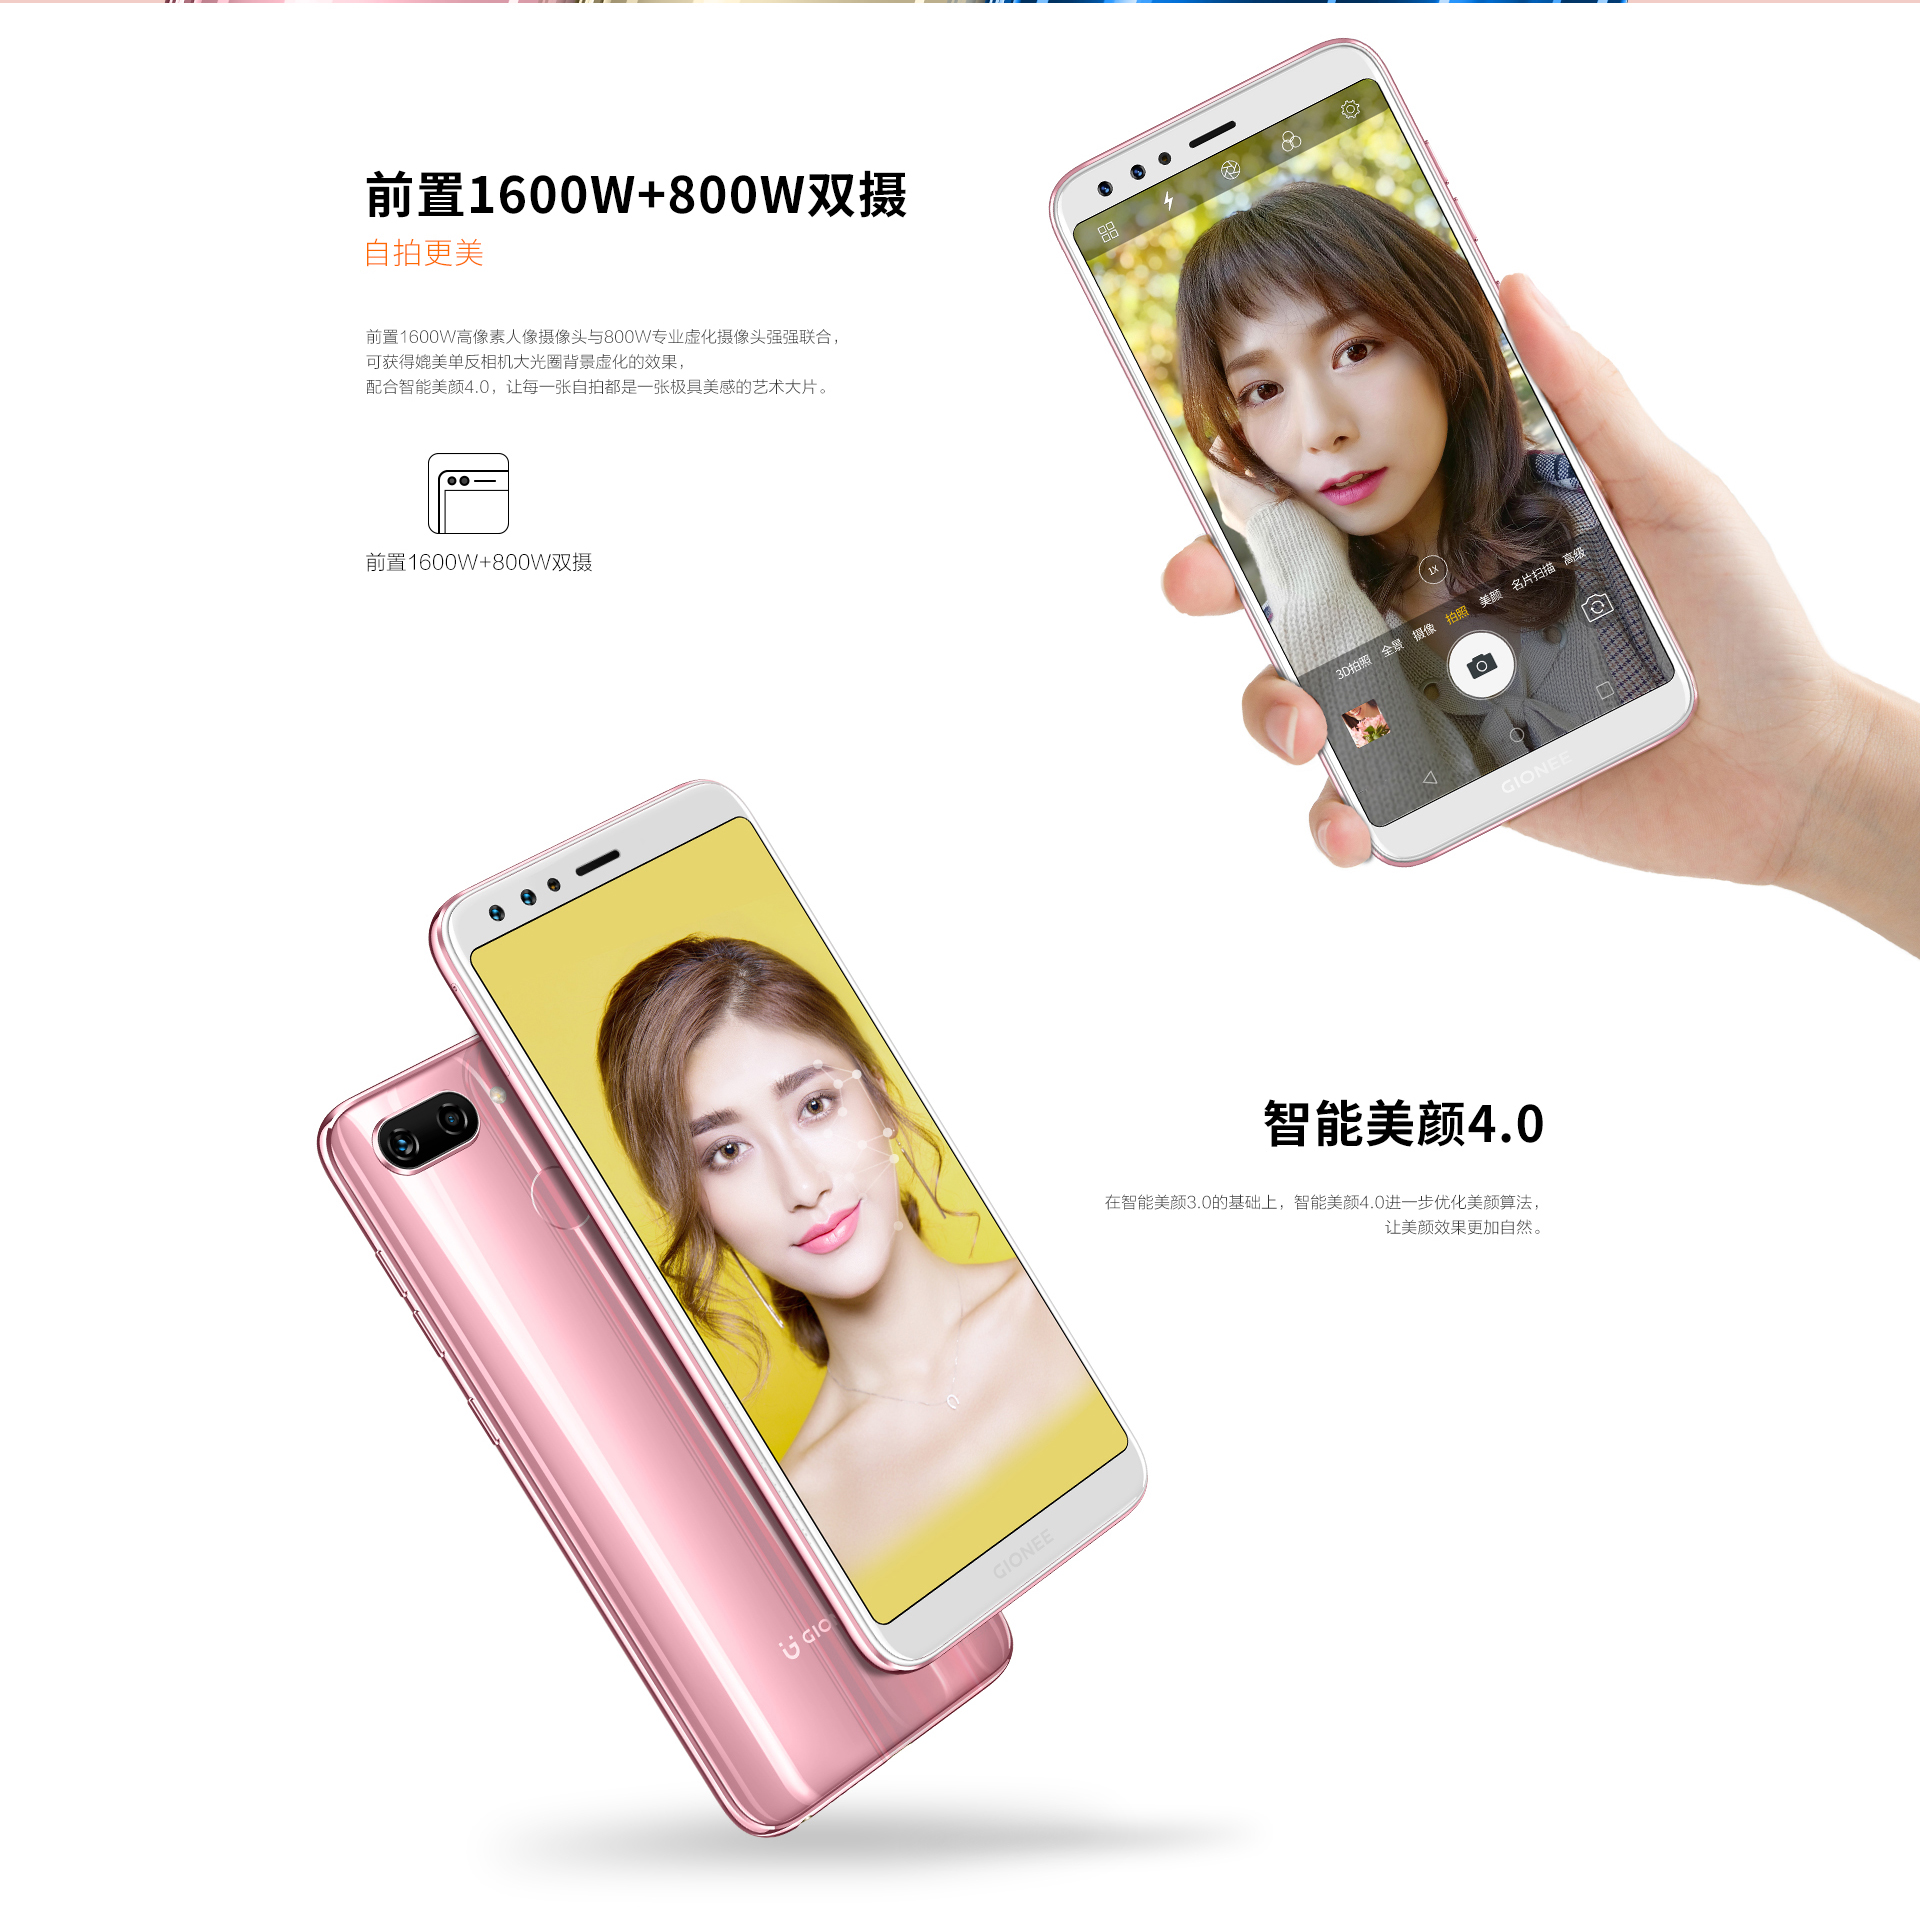 前置1600W+800W双摄
自拍更美
前置1600W高像素人像摄像头与800W专业虚化摄像头强强联合，
可获得媲美单反相机大光圈背景虚化的效果，
配合智能美颜4.0，让每一张自拍都是一张极具美感的艺术大片。
前置1600W+800W双摄
1X
3D拍照 全景 摄像 拍照 美颜 名片扫描 高级
GIONEE
智能美颜4.0
在智能美颜3.0的基础上，智能美颜4.0进一步优化美颜算法，
让美颜效果更加自然。
GIONEE
GIO